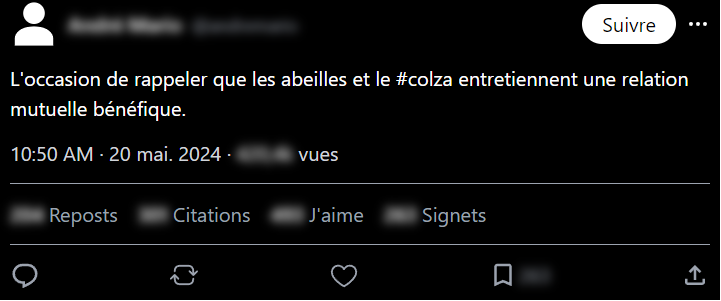 Suivre
L'occasion de rappeler que les abeilles et le #colza entretiennent une relation
mutuelle bénéfique.
10:50 AM · 20 mai. 2024 · vues
Reposts Citations J'aime Signets